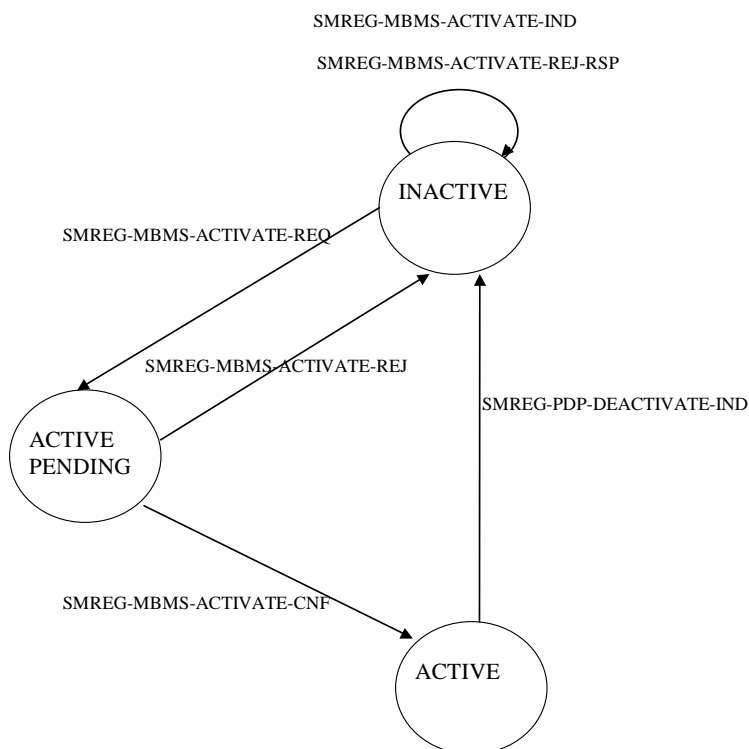 SMREG-MBMS-ACTIVATE-IND
SMREG-MBMS-ACTIVATE-REJ-RSP
INACTIVE
SMREG-MBMS-ACTIVATE-REQ
SMREG-MBMS-ACTIVATE-REJ
SMREG-PDP-DEACTIVATE-IND
ACTIVE
PENDING
SMREG-MBMS-ACTIVATE-CNF
ACTIVE